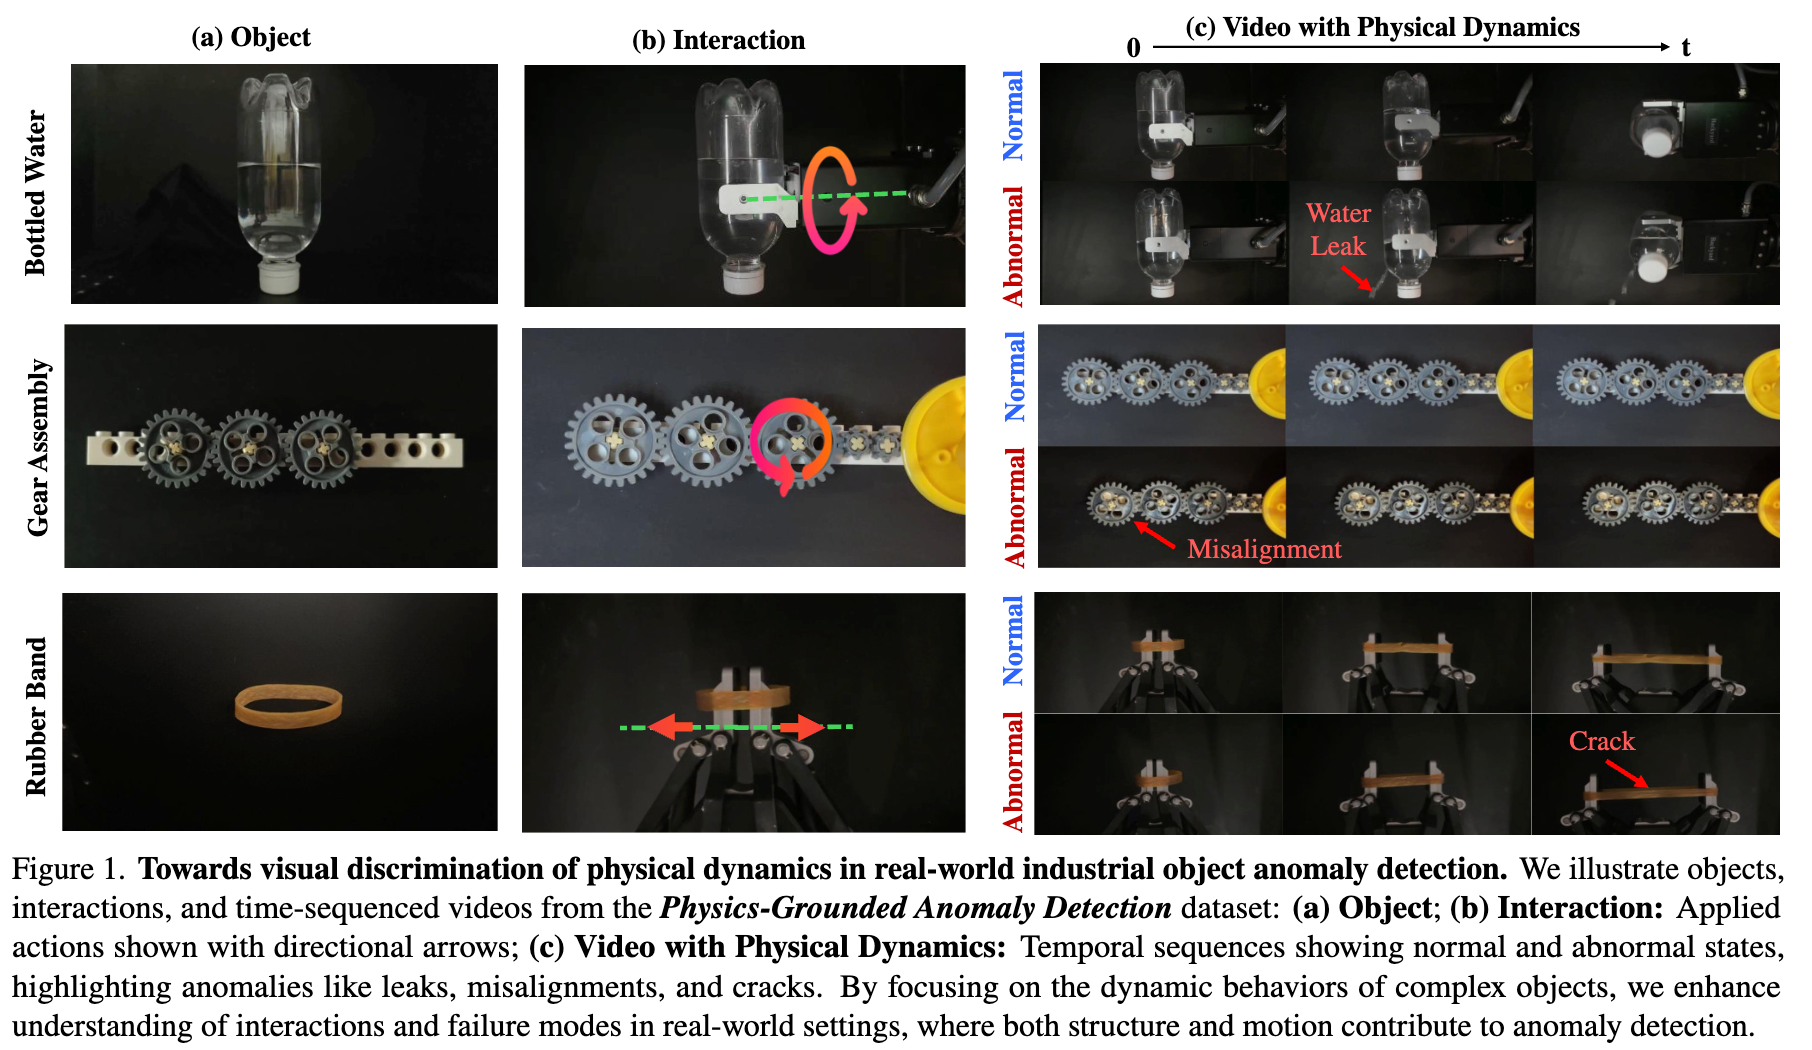 (a) Object
(b) Interaction
(c) Video with Physical Dynamics
0
t
Bottled Water
Normal
Abnormal
Water
Leak
Gear Assembly
Normal
Abnormal
Misalignment
Rubber Band
Normal
Abnormal
Crack
Figure 1. Towards visual discrimination of physical dynamics in real-world industrial object anomaly detection. We illustrate objects,
interactions, and time-sequenced videos from the Physics-Grounded Anomaly Detection dataset: (a) Object; (b) Interaction: Applied
actions shown with directional arrows; (c) Video with Physical Dynamics: Temporal sequences showing normal and abnormal states,
highlighting anomalies like leaks, misalignments, and cracks. By focusing on the dynamic behaviors of complex objects, we enhance
understanding of interactions and failure modes in real-world settings, where both structure and motion contribute to anomaly detection.